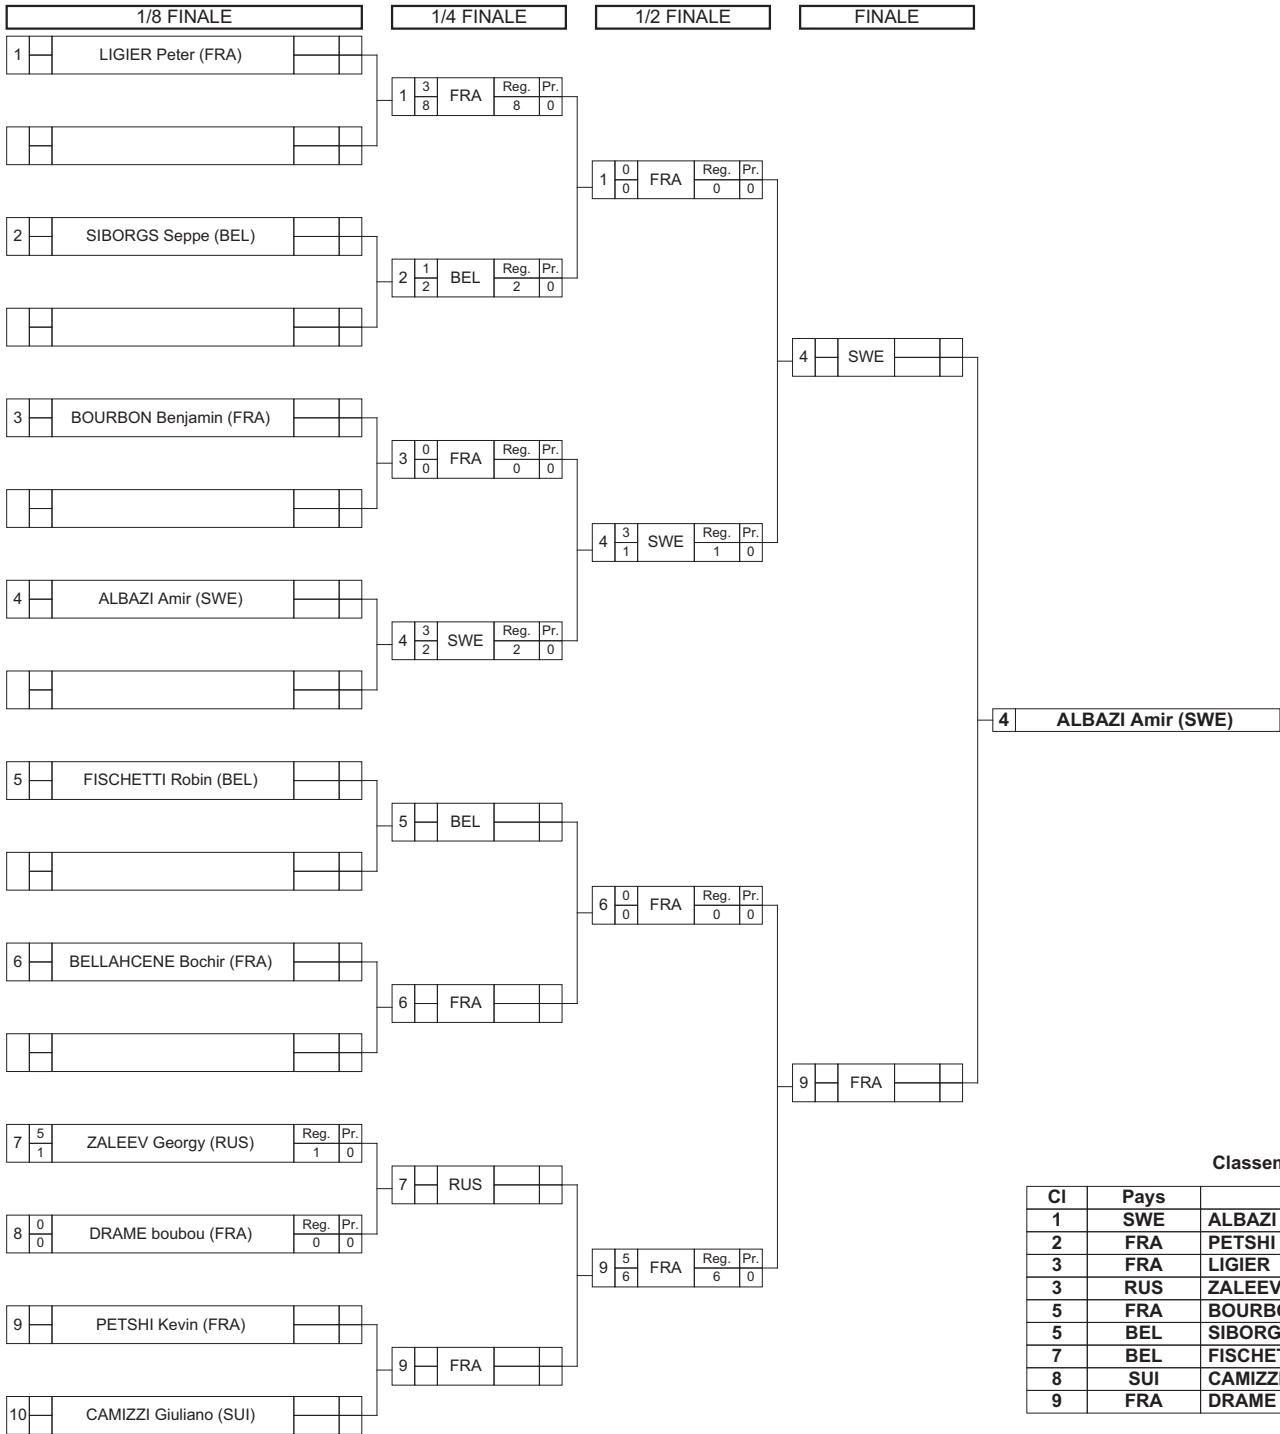 1/8 FINALE 1/4 FINALE 1/2 FINALE FINALE
1 LIGIER Peter (FRA)
1 3 8 FRA Reg. 8 Pr. 0
1 0 0 FRA Reg. 0 Pr. 0
2 SIBORGS Seppe (BEL)
2 1 2 BEL Reg. 2 Pr. 0
4 SWE
3 BOURBON Benjamin (FRA)
3 0 0 FRA Reg. 0 Pr. 0
4 3 1 SWE Reg. 1 Pr. 0
4 ALBAZI Amir (SWE)
4 3 2 SWE Reg. 2 Pr. 0
4 ALBAZI Amir (SWE)
5 FISCHETTI Robin (BEL)
5 BEL
6 0 0 FRA Reg. 0 Pr. 0
6 BELLAHCENE Bochir (FRA)
6 FRA
9 FRA
7 5 1 ZALEEV Georgy (RUS) Reg. 1 Pr. 0
7 RUS
8 0 0 DRAME boubou (FRA) Reg. 0 Pr. 0
9 5 6 FRA Reg. 6 Pr. 0
9 PETSHI Kevin (FRA)
9 FRA
10 CAMIZZI Giuliano (SUI)
Classem
Cl Pays
1 SWE ALBAZI
2 FRA PETSHI
3 FRA LIGIER
3 RUS ZALEEV
5 FRA BOURBO
5 BEL SIBORG
7 BEL FISCHET
8 SUI CAMIZZI
9 FRA DRAME